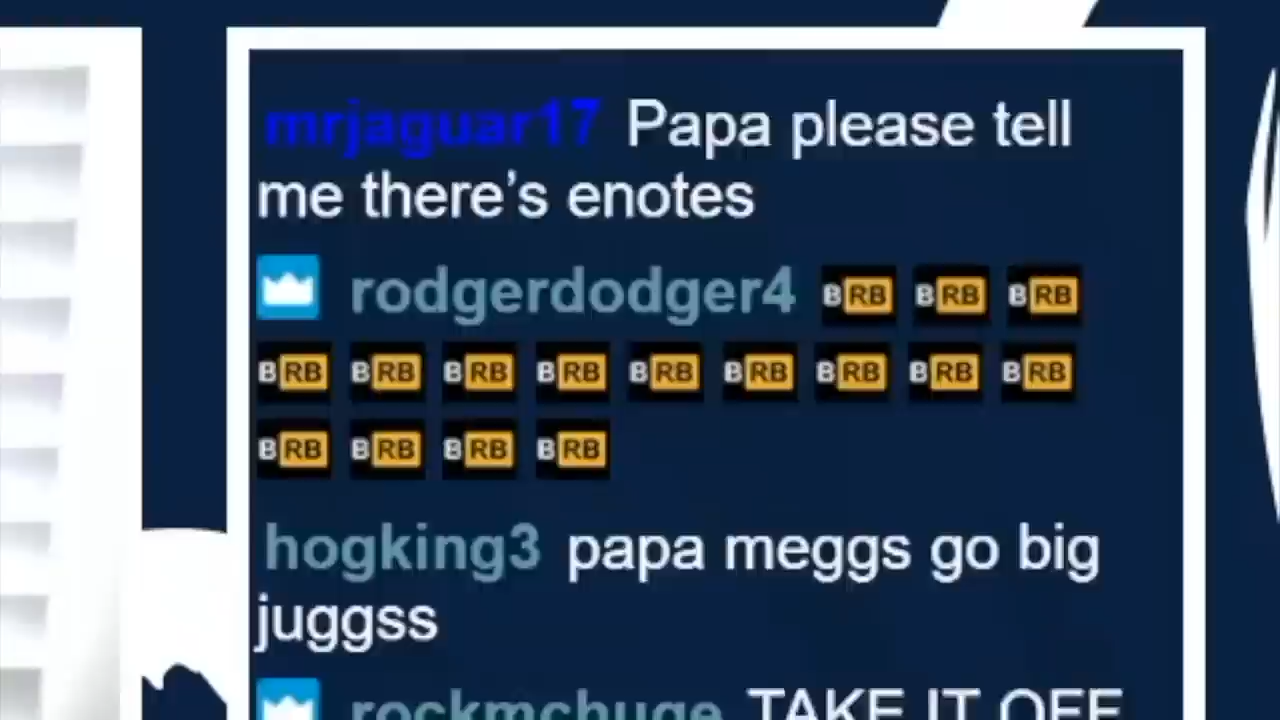 mrjaguar17 Papa please tell
me there's enotes
rodgerdodger4 BRB BRB BRB
BRB BRB BRB BRB BRB BRB BRB BRB BRB
BRB BRB BRB BRB
hogking3 papa meggs go big
juggss
rockmchuge TAKE IT OFF